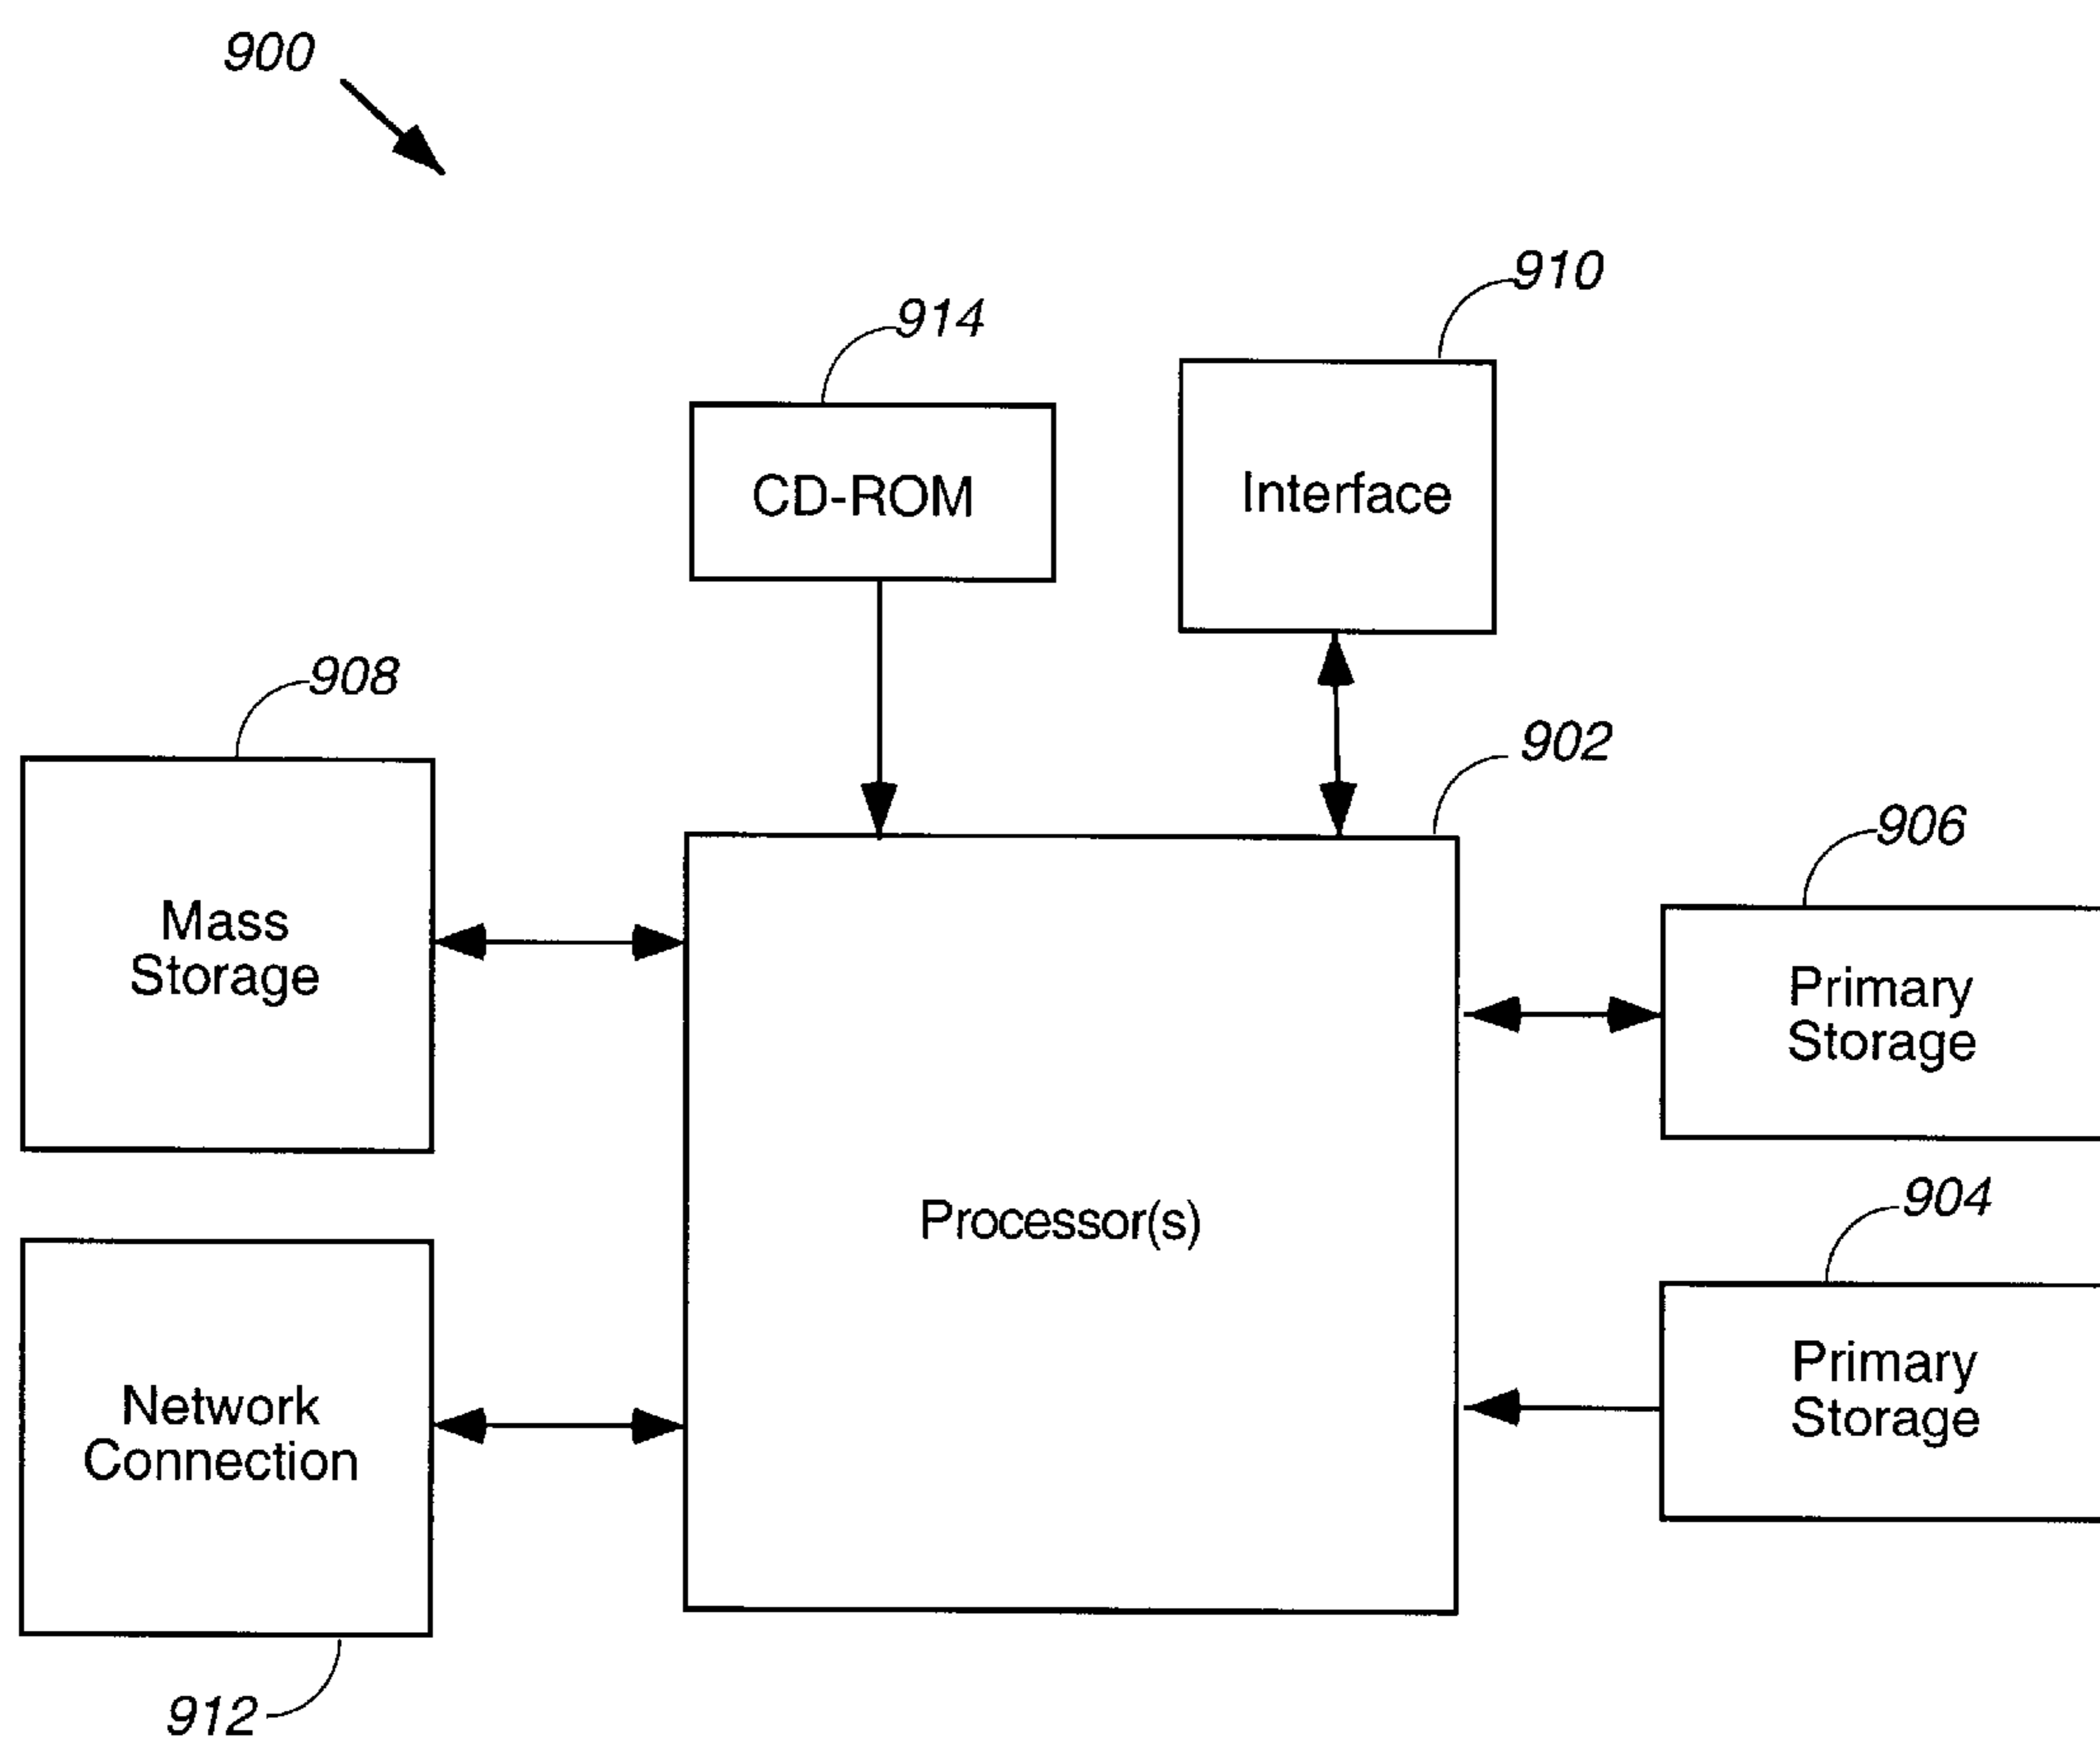 900
910
914
CD-ROM
Interface
908
902
906
Mass
Storage
Primary
Storage
904
Processor(s)
Primary
Storage
Network
Connection
912